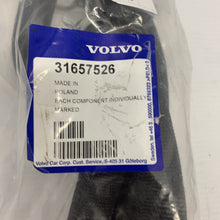 VOLVO
31657526
MADE IN
POLAND
EACH COMPONENT INDIVIDUALLY
MARKED
Volvo Car Corp. Cust. Service, S-405 31 Göteborg